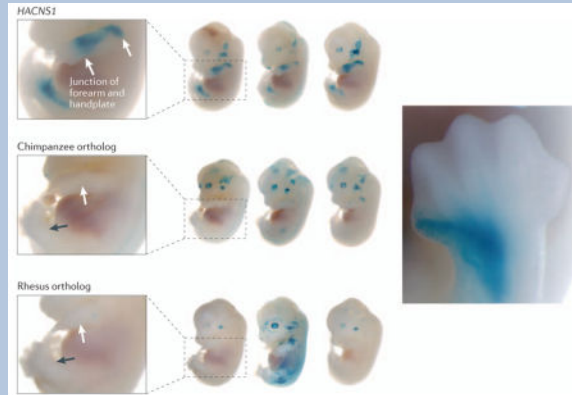 HACNS1
Junction of
forearm and
handplate
Chimpanzee ortholog
Rhesus ortholog